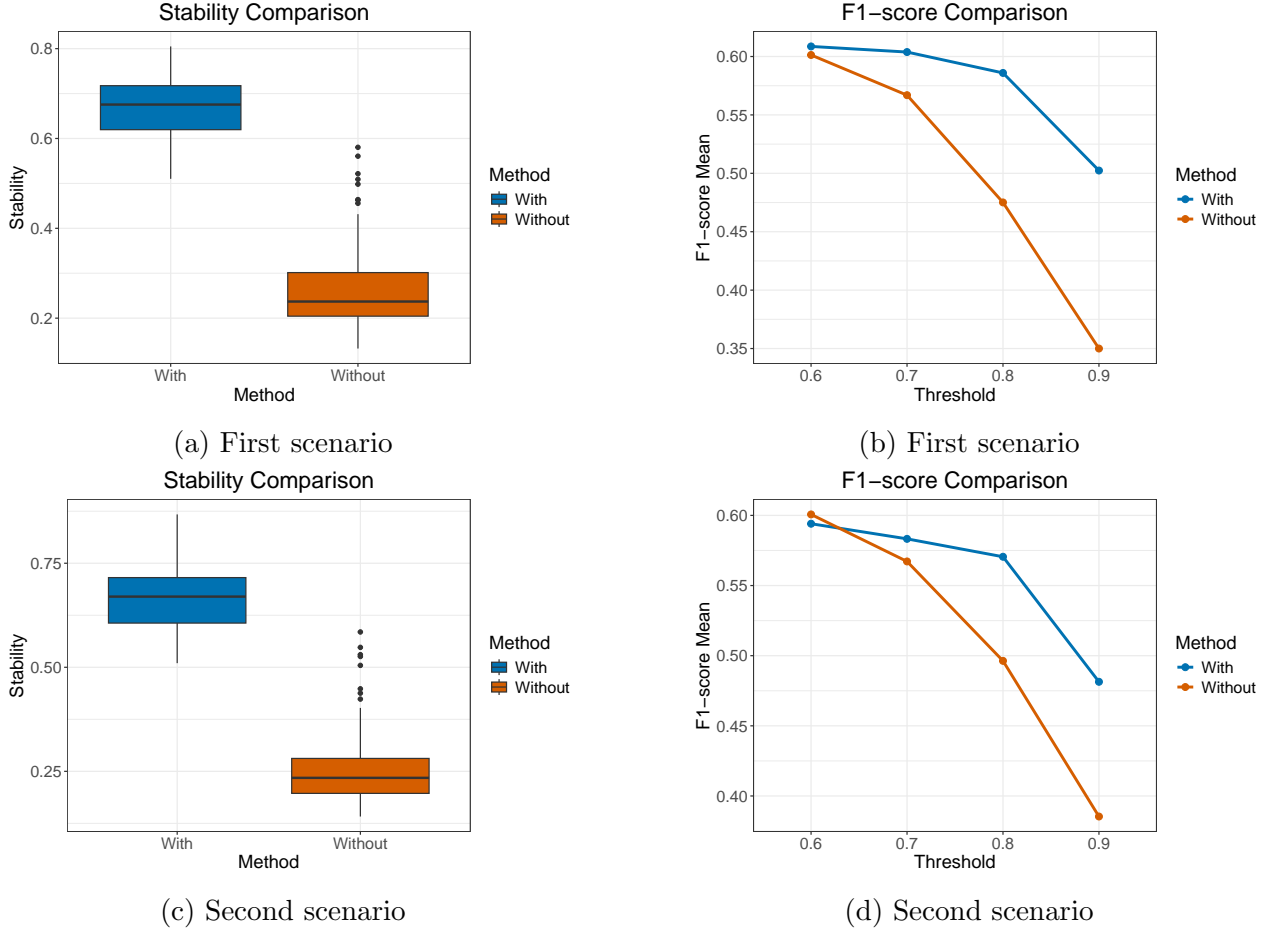 Stability Comparison
0.8
0.6
0.4
0.2
Stability
With
Without
Method
Method
With
Without
(a) First scenario
F1−score Comparison
0.60
0.55
0.50
0.45
0.40
0.35
F1−score Mean
0.6
0.7
0.8
0.9
Threshold
Method
With
Without
(b) First scenario
Stability Comparison
0.75
0.50
0.25
Stability
With
Without
Method
Method
With
Without
(c) Second scenario
F1−score Comparison
0.60
0.55
0.50
0.45
0.40
F1−score Mean
0.6
0.7
0.8
0.9
Threshold
Method
With
Without
(d) Second scenario